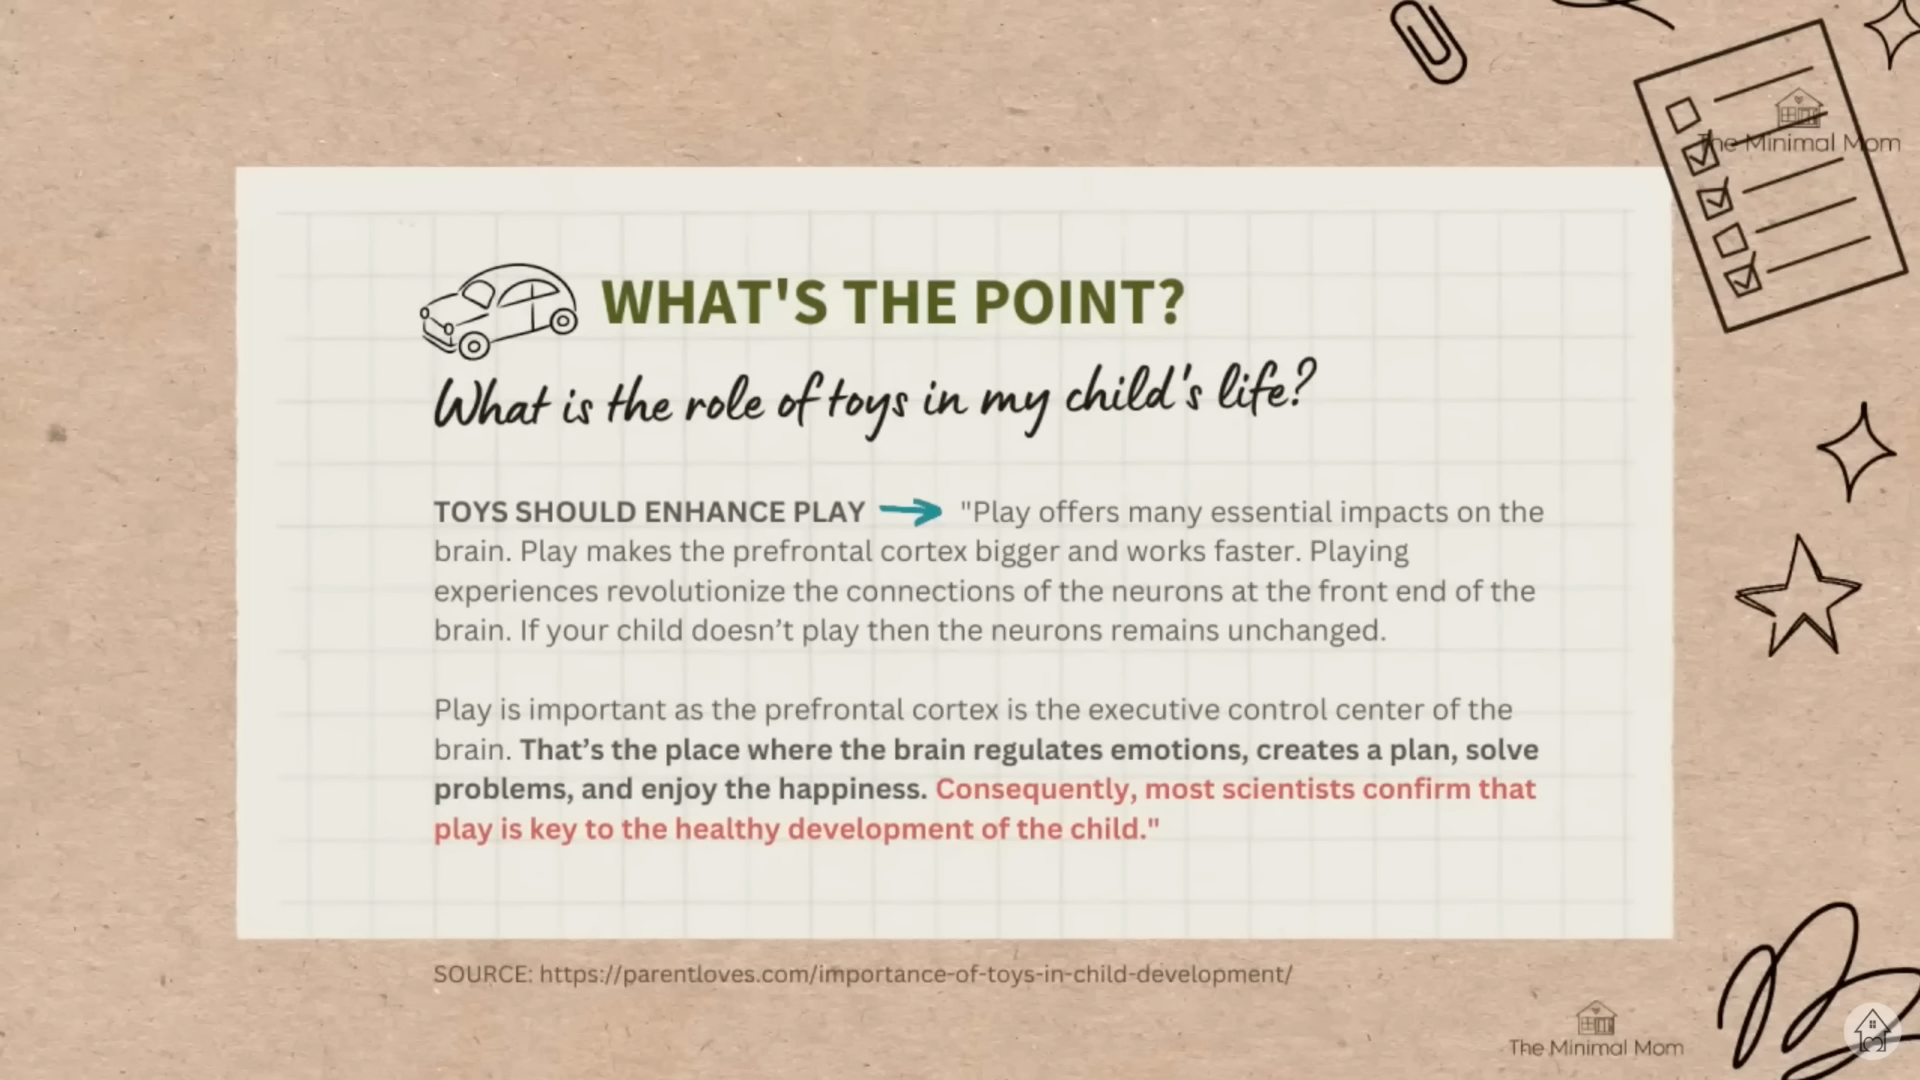 The Minimal Mom
WHAT'S THE POINT?
What is the role of toys in my child's life?
TOYS SHOULD ENHANCE PLAY "Play offers many essential impacts on the
brain. Play makes the prefrontal cortex bigger and works faster. Playing
experiences revolutionize the connections of the neurons at the front end of the
brain. If your child doesn’t play then the neurons remains unchanged.
Play is important as the prefrontal cortex is the executive control center of the
brain. That’s the place where the brain regulates emotions, creates a plan, solve
problems, and enjoy the happiness. Consequently, most scientists confirm that
play is key to the healthy development of the child."
SOURCE: https://parentloves.com/importance-of-toys-in-child-development/
The Minimal Mom